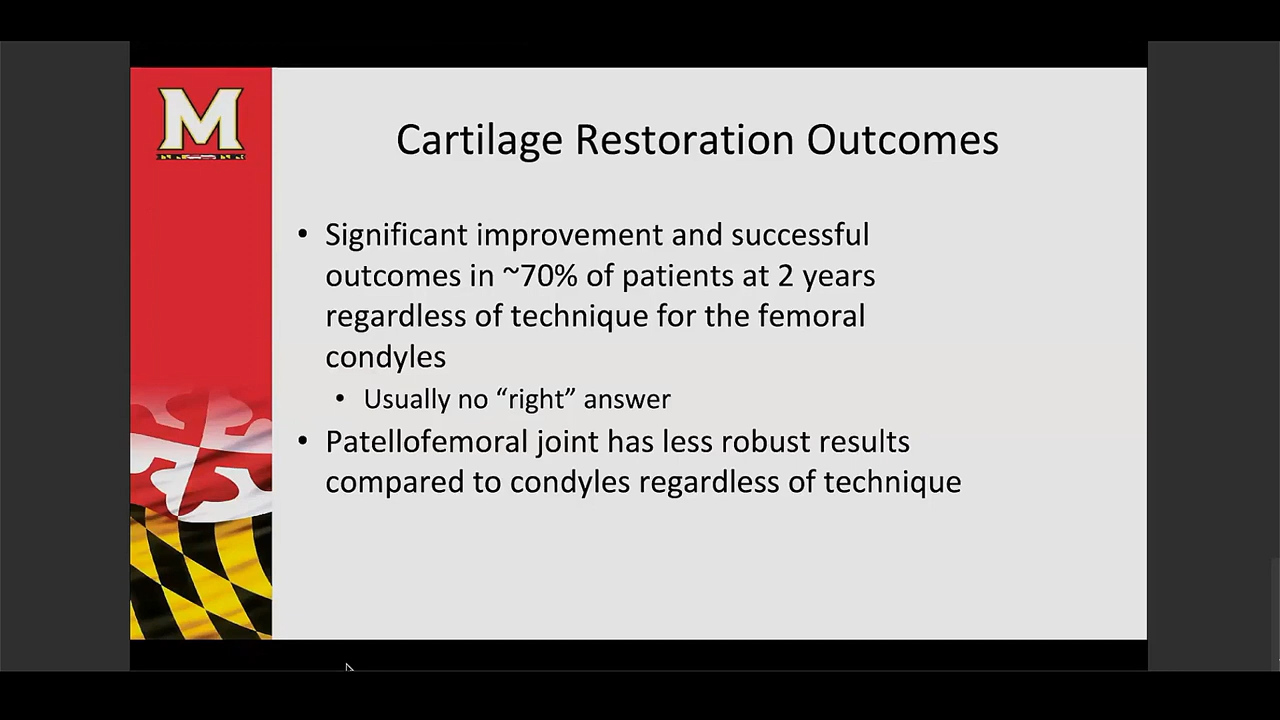 M
Cartilage Restoration Outcomes
• Significant improvement and successful
outcomes in ~70% of patients at 2 years
regardless of technique for the femoral
condyles
• Usually no “right” answer
• Patellofemoral joint has less robust results
compared to condyles regardless of technique